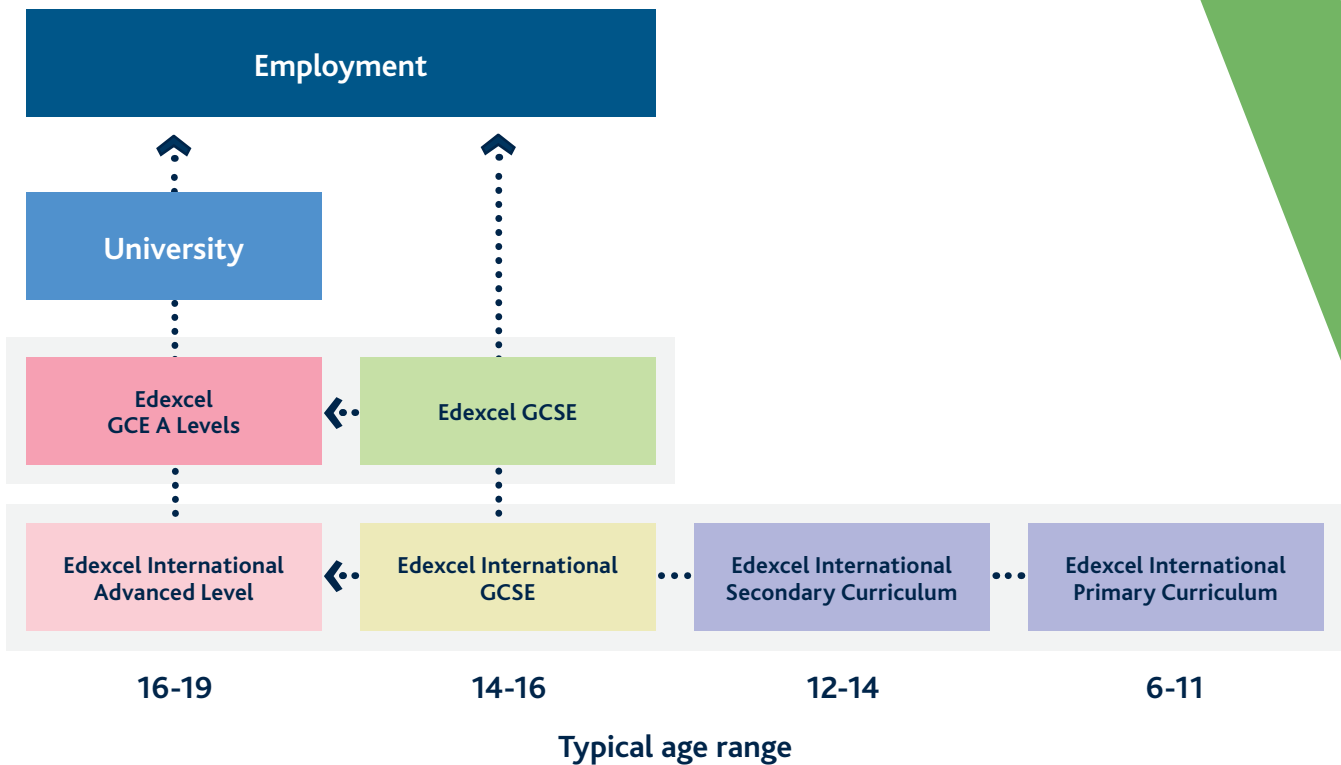 Employment
University
Edexcel
GCE A Levels
Edexcel GCSE
Edexcel International
Advanced Level
Edexcel International
GCSE
Edexcel International
Secondary Curriculum
Edexcel International
Primary Curriculum
16-19
14-16
12-14
6-11
Typical age range